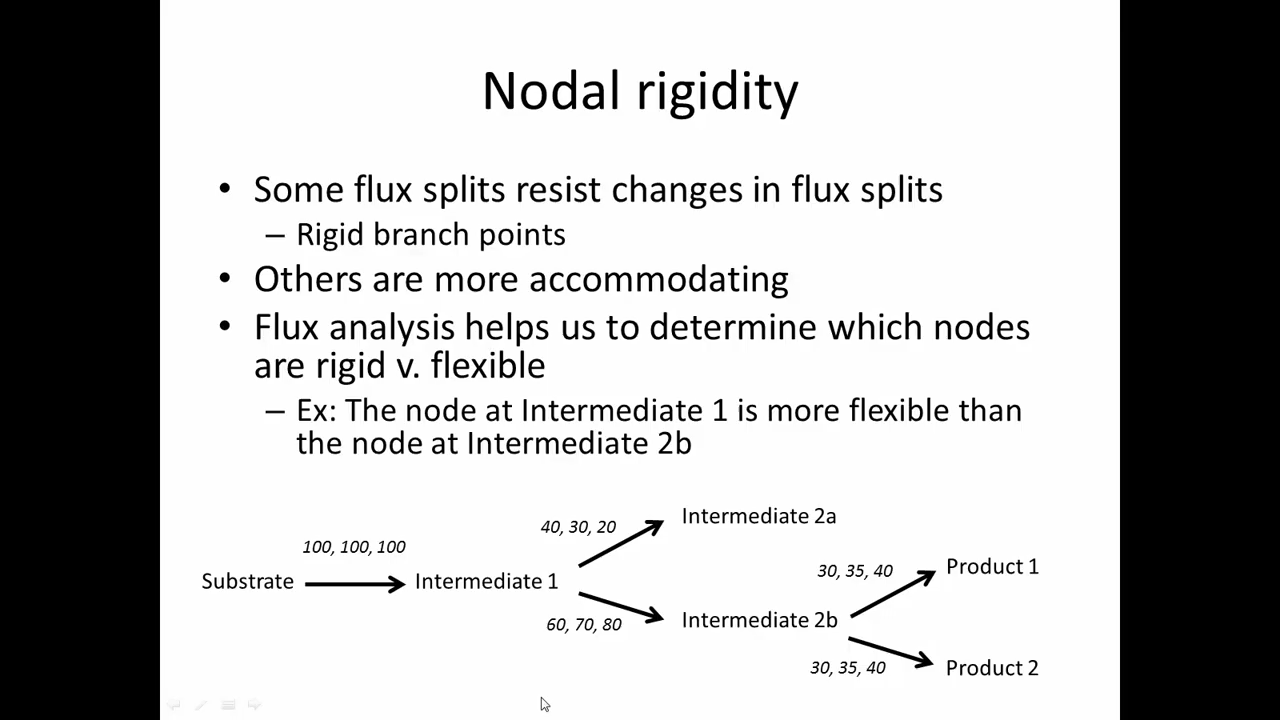 Nodal rigidity
• Some flux splits resist changes in flux splits
– Rigid branch points
• Others are more accommodating
• Flux analysis helps us to determine which nodes
are rigid v. flexible
– Ex: The node at Intermediate 1 is more flexible than
the node at Intermediate 2b
40, 30, 20
Intermediate 2a
100, 100, 100
Substrate
Intermediate 1
60, 70, 80
Intermediate 2b
30, 35, 40
Product 1
30, 35, 40
Product 2